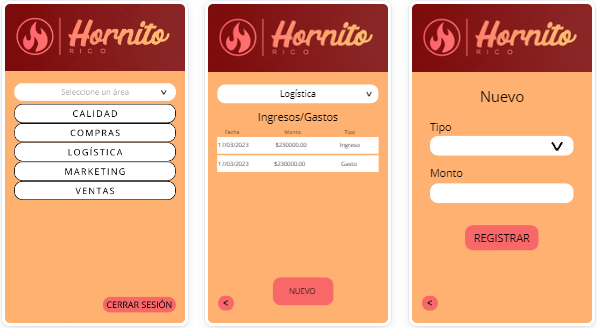 Hornito
RICO
Seleccione un área
CALIDAD
COMPRAS
LOGÍSTICA
MARKETING
VENTAS
CERRAR SESIÓN
Hornito
RICO
Logística
Ingresos/Gastos
Fecha Monto Tipo
17/03/2023 $230000.00 Ingreso
17/03/2023 $230000.00 Gasto
NUEVO
<
Hornito
RICO
Nuevo
Tipo
Monto
REGISTRAR
<